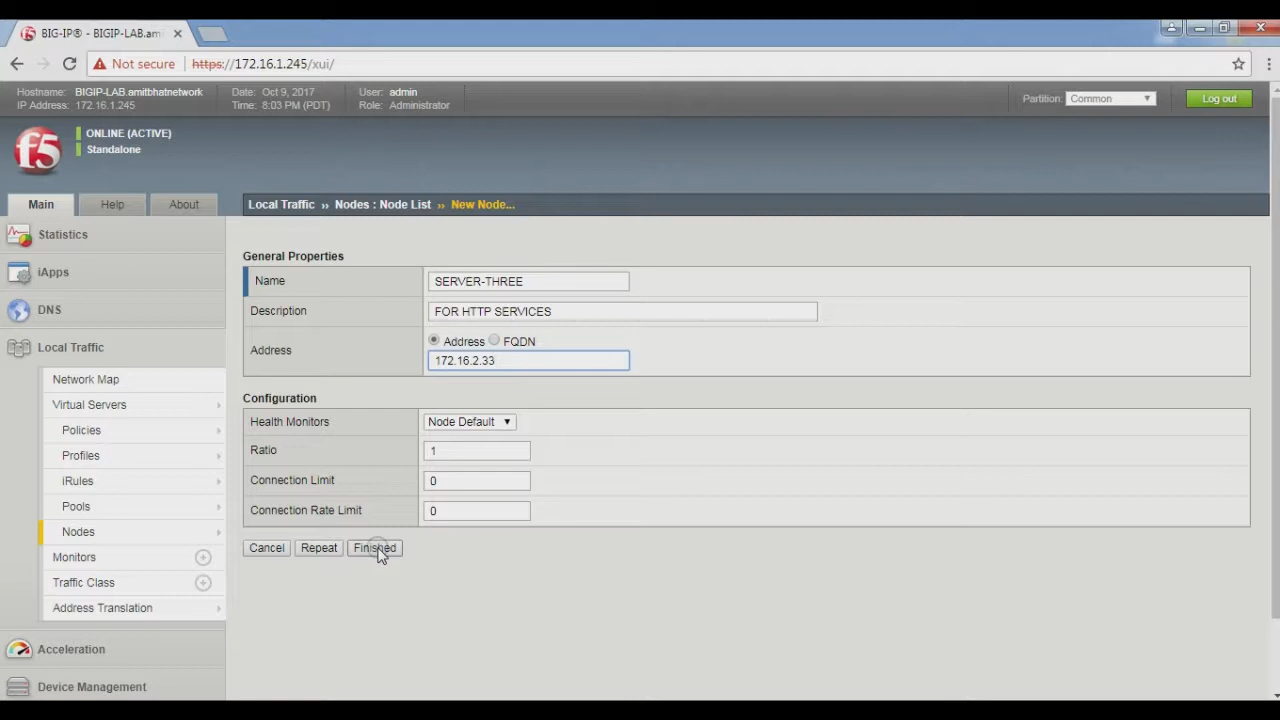 BIG-IP® - BIGIP-LAB.ami
Not secure https://172.16.1.245/xui/
Hostname: BIGIP-LAB.amitbhatnetwork Date: Oct 9, 2017 User: admin
IP Address: 172.16.1.245 Time: 8:03 PM (PDT) Role: Administrator
Partition: Common Log out
f5
ONLINE (ACTIVE)
Standalone
Main Help About
Local Traffic ›› Nodes : Node List ›› New Node...
Statistics
iApps
DNS
Local Traffic
Network Map
Virtual Servers
Policies
Profiles
iRules
Pools
Nodes
Monitors
Traffic Class
Address Translation
Acceleration
Device Management
General Properties
Name SERVER-THREE
Description FOR HTTP SERVICES
Address Address FQDN
172.16.2.33
Configuration
Health Monitors Node Default
Ratio 1
Connection Limit 0
Connection Rate Limit 0
Cancel Repeat Finished